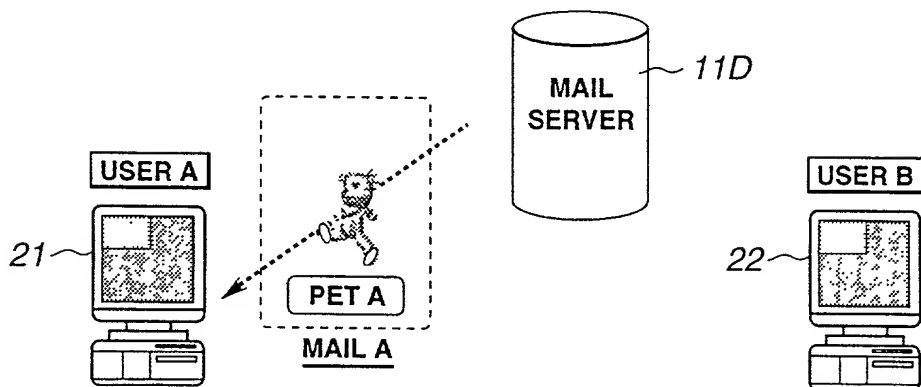 MAIL
SERVER
11D
USER A
USER B
21
22
PET A
MAIL A